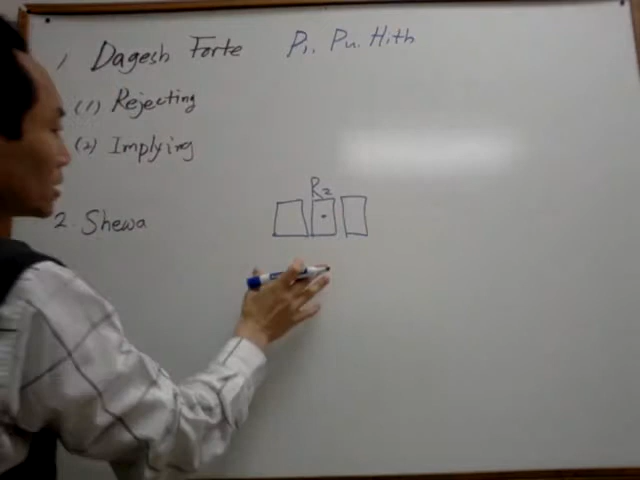 1 Dagesh Forte Pi. Pu. Hith
(1) Rejecting
(2) Implying
R2
2 Shewa